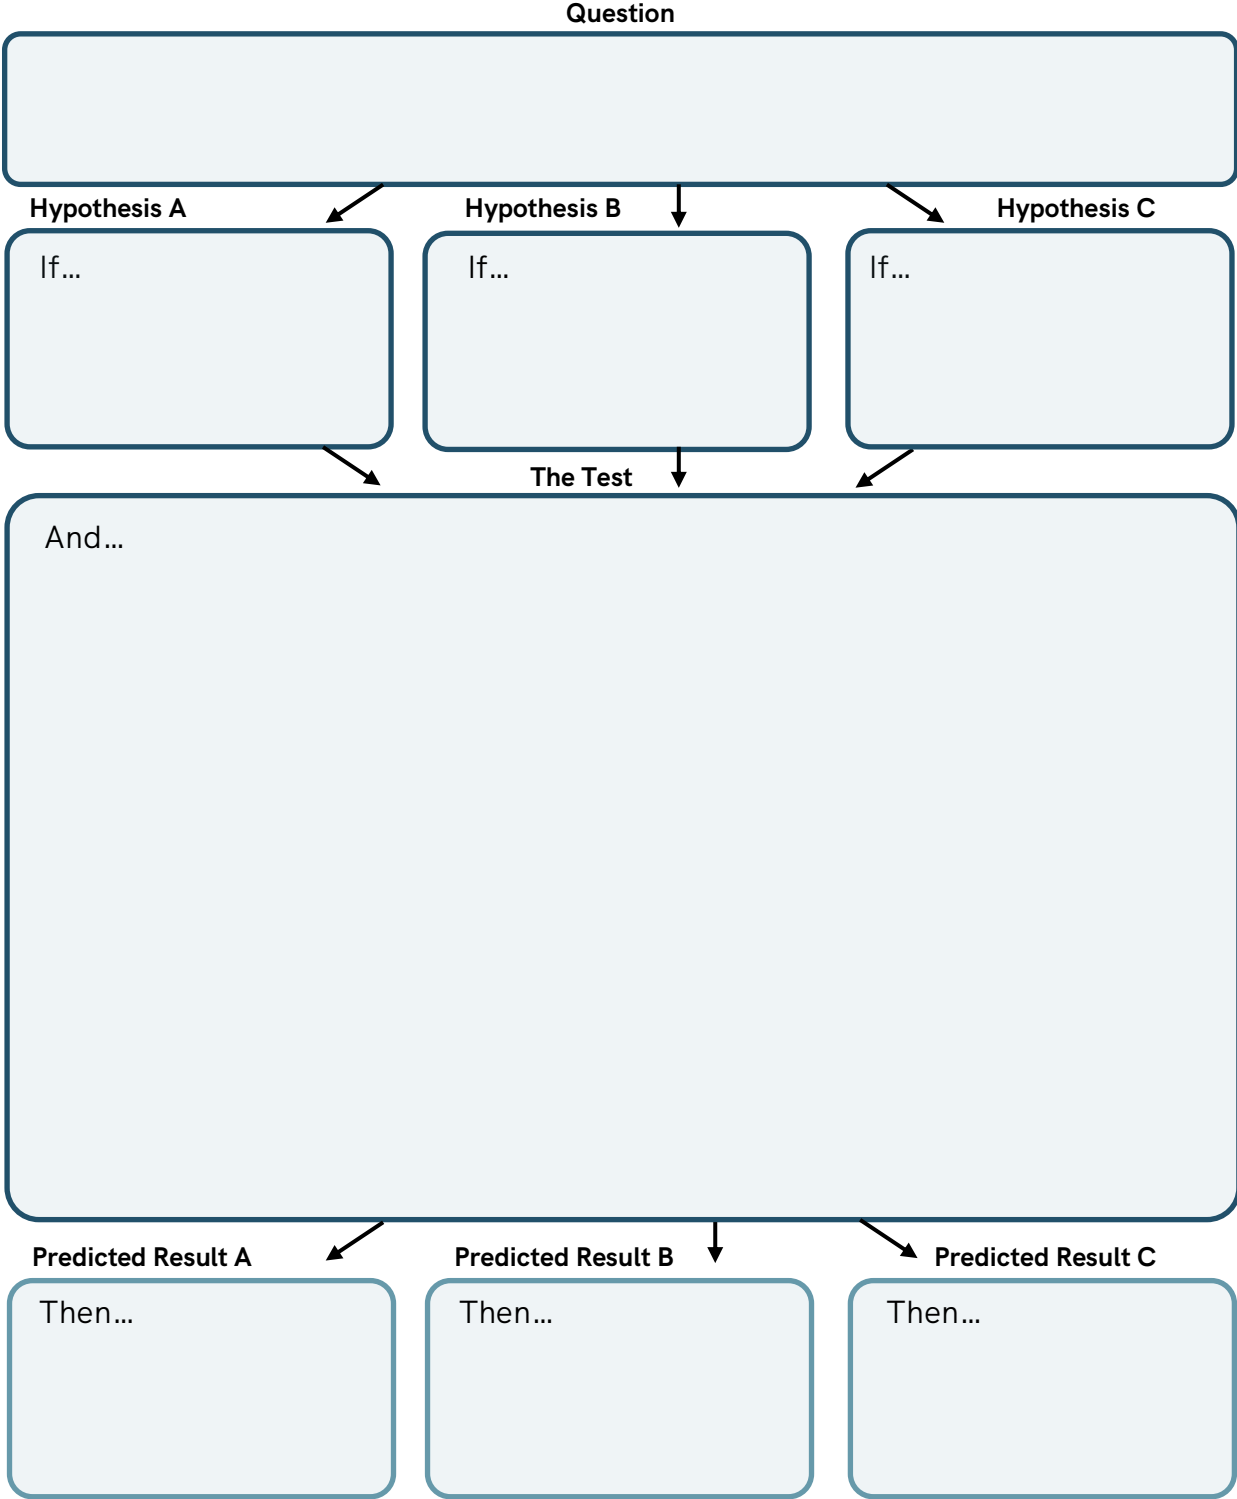 Question
Hypothesis A
Hypothesis B
Hypothesis C
If...
If...
If...
The Test
And...
Predicted Result A
Predicted Result B
Predicted Result C
Then...
Then...
Then...